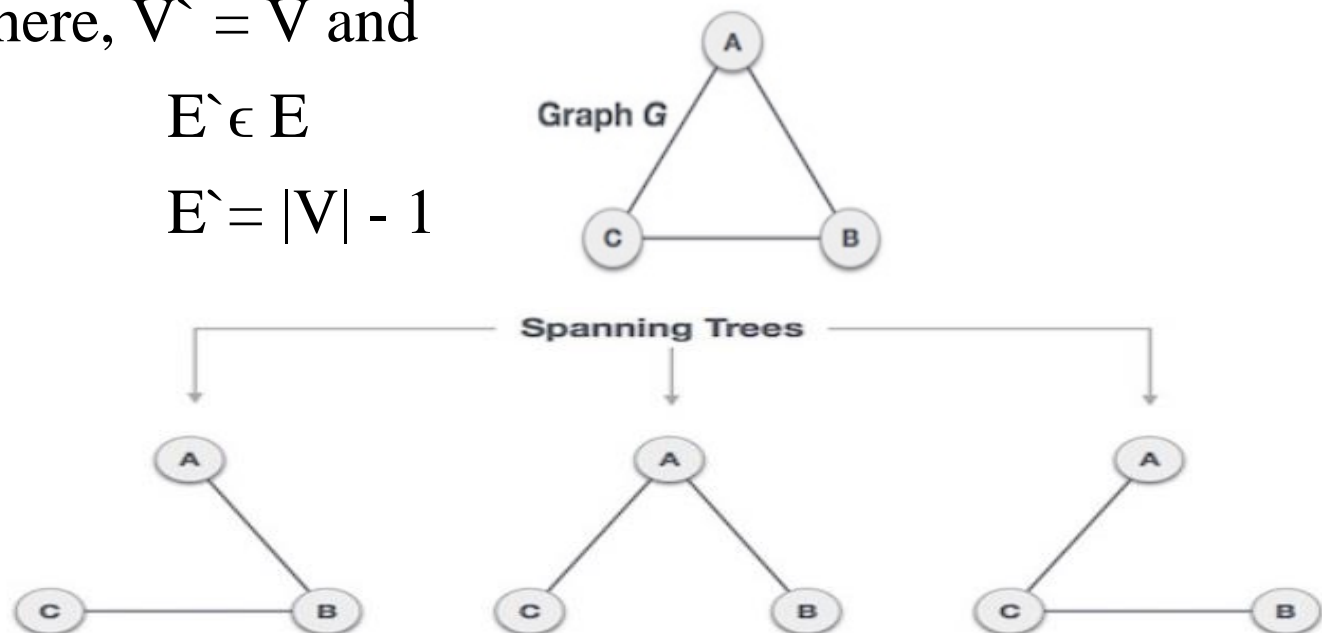 here, V` = V and
E` ϵ E
E` = |V| - 1
A
Graph G
C
B
Spanning Trees
A
A
A
C
B
C
B
C
B